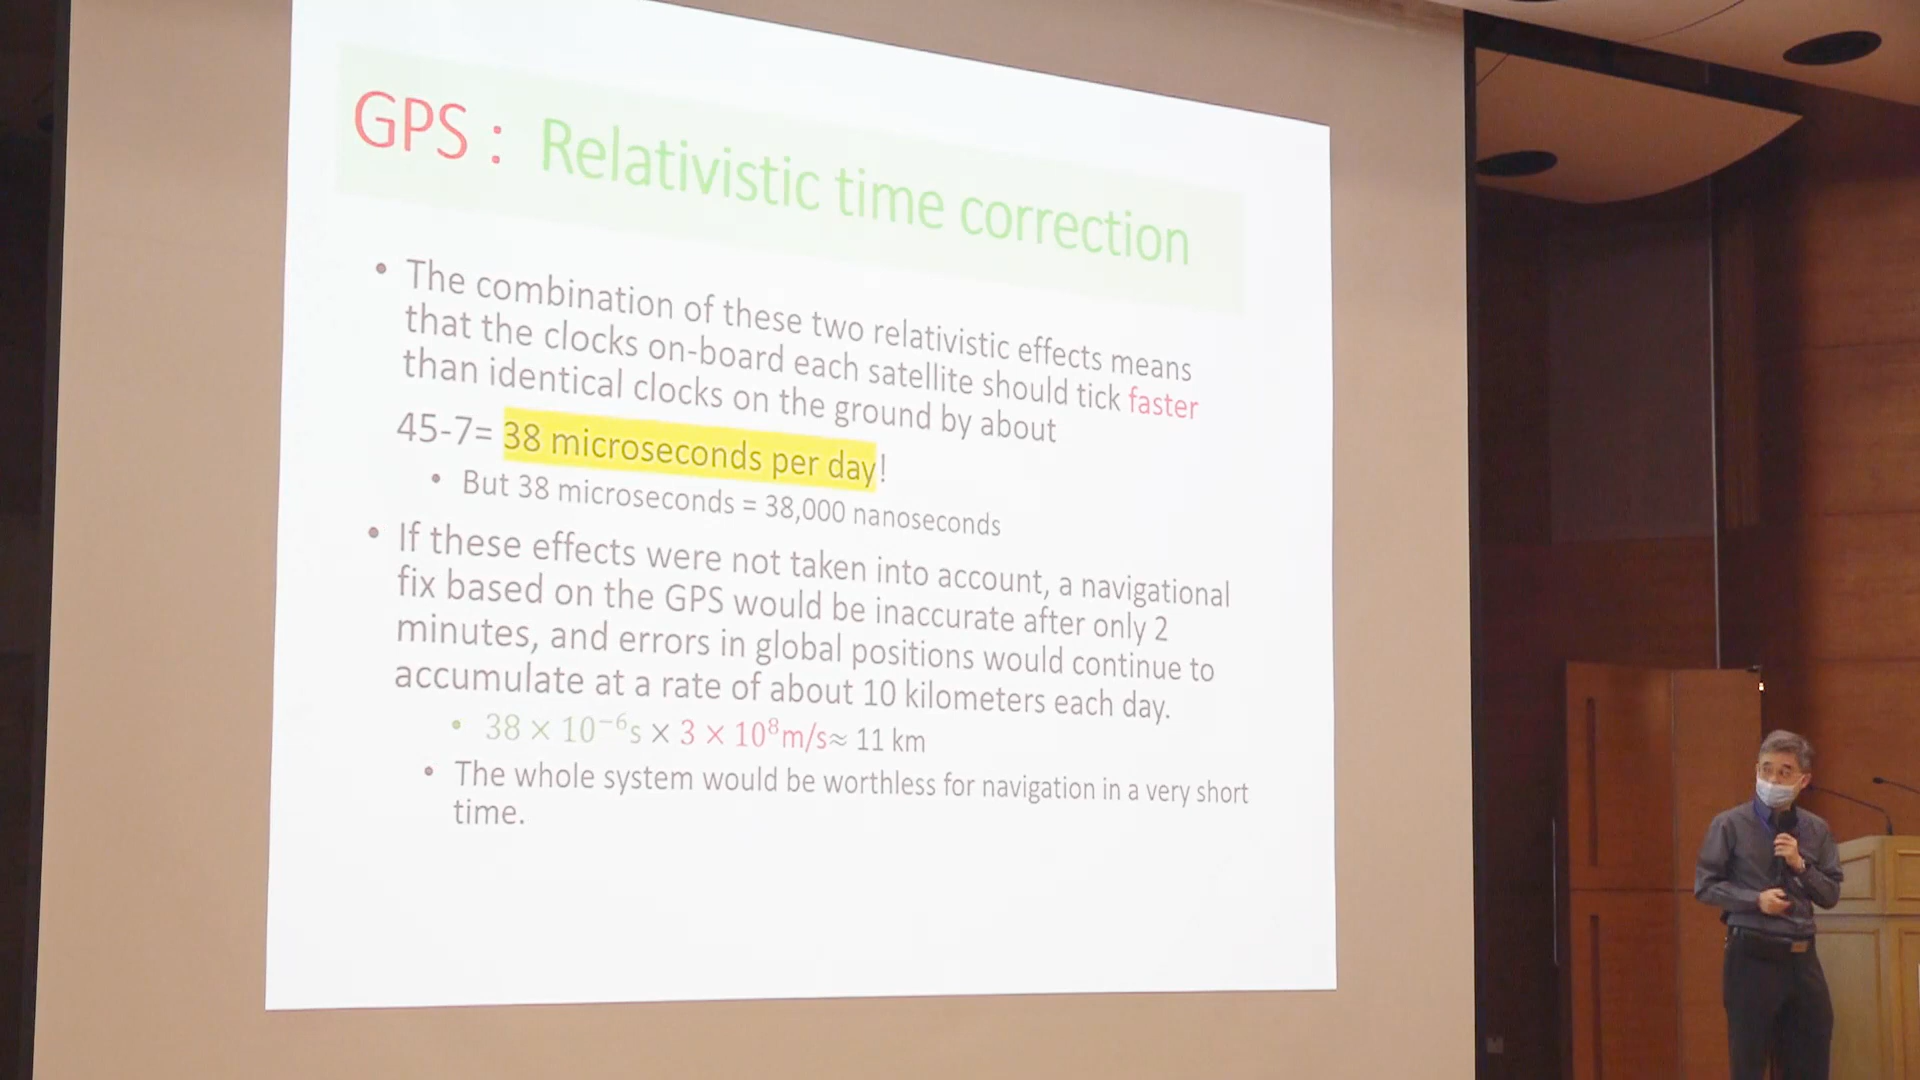 GPS : Relativistic time correction
• The combination of these two relativistic effects means
that the clocks on-board each satellite should tick faster
than identical clocks on the ground by about
45-7= 38 microseconds per day!
• But 38 microseconds = 38,000 nanoseconds
• If these effects were not taken into account, a navigational
fix based on the GPS would be inaccurate after only 2
minutes, and errors in global positions would continue to
accumulate at a rate of about 10 kilometers each day.
• 38 × 10⁻⁶s × 3 × 10⁸m/s≈ 11 km
• The whole system would be worthless for navigation in a very short
time.